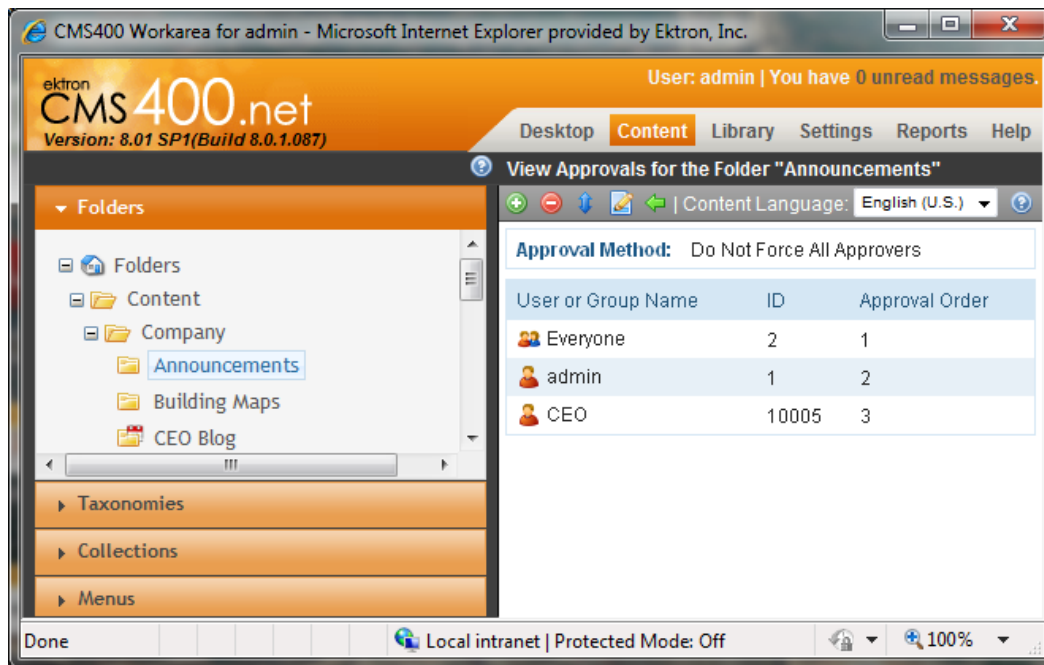 CMS400 Workarea for admin - Microsoft Internet Explorer provided by Ektron, Inc.
ektron
CMS400.net
Version: 8.01 SP1(Build 8.0.1.087)
User: admin | You have 0 unread messages.
Desktop Content Library Settings Reports Help
View Approvals for the Folder "Announcements"
Folders
| Content Language: English (U.S.)
Folders
Content
Company
Announcements
Building Maps
CEO Blog
Approval Method: Do Not Force All Approvers
User or Group Name ID Approval Order
Everyone 2 1
admin 1 2
CEO 10005 3
Taxonomies
Collections
Menus
Done Local intranet | Protected Mode: Off 100%